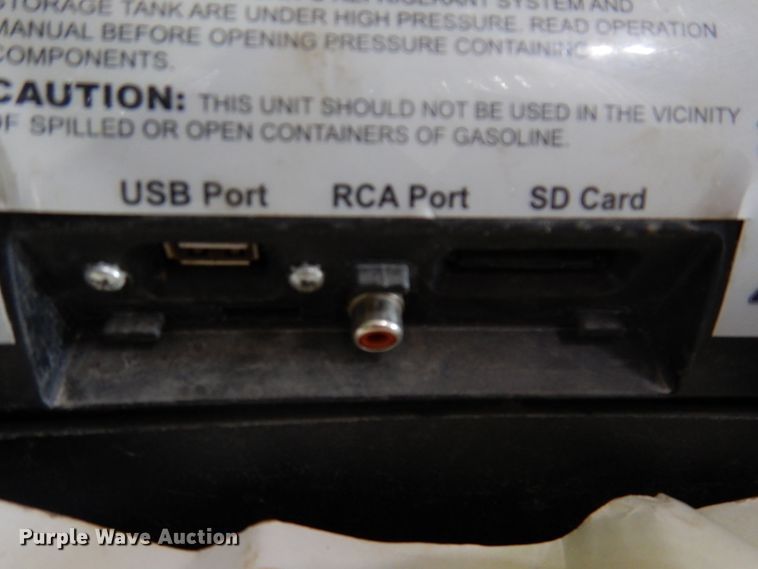 STORAGE TANK ARE UNDER HIGH PRESSURE. READ OPERATION
MANUAL BEFORE OPENING PRESSURE CONTAINING
COMPONENTS.
CAUTION: THIS UNIT SHOULD NOT BE USED IN THE VICINITY
OF SPILLED OR OPEN CONTAINERS OF GASOLINE.
USB Port RCA Port SD Card
Purple Wave Auction